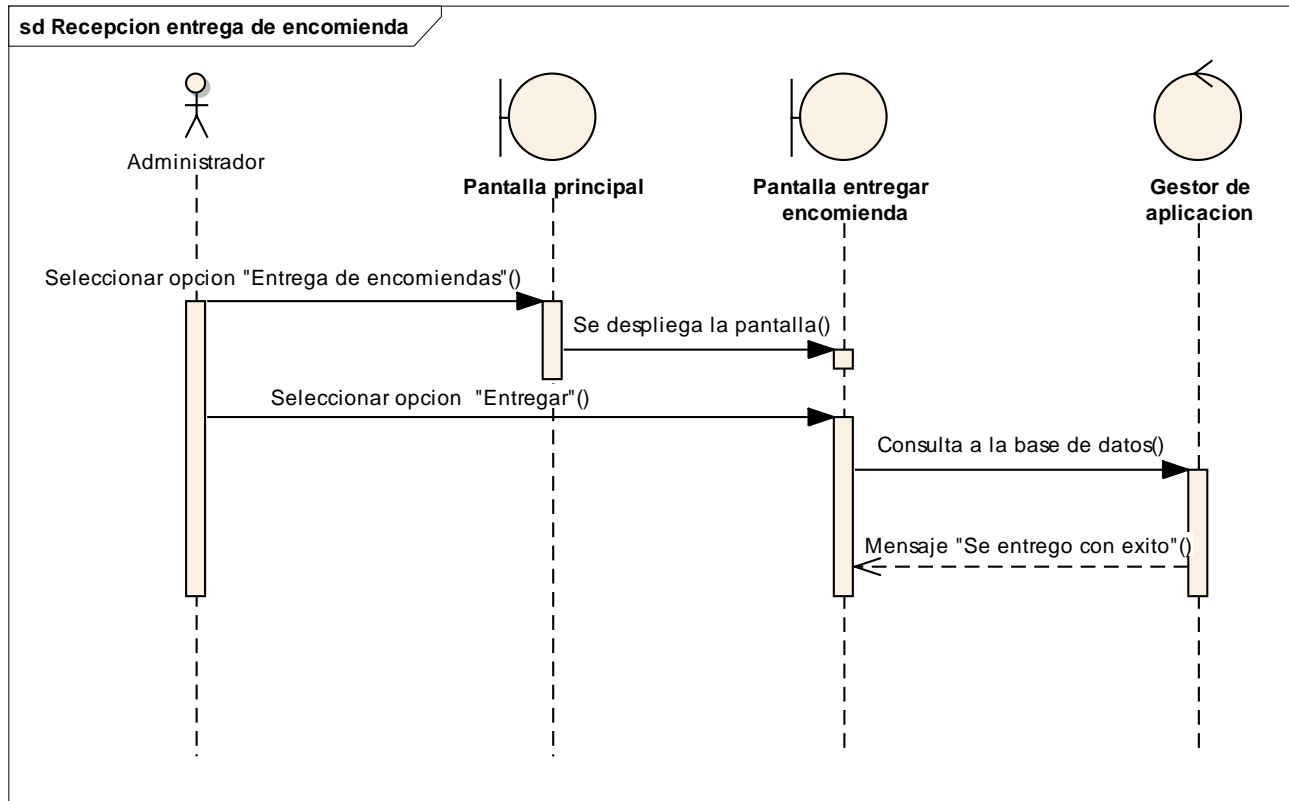 sd Recepcion entrega de encomienda
Administrador
Pantalla principal
Pantalla entregar
encomienda
Gestor de
aplicacion
Seleccionar opcion "Entrega de encomiendas"()
Se despliega la pantalla()
Seleccionar opcion  "Entregar"()
Consulta a la base de datos()
Mensaje "Se entrego con exito"()